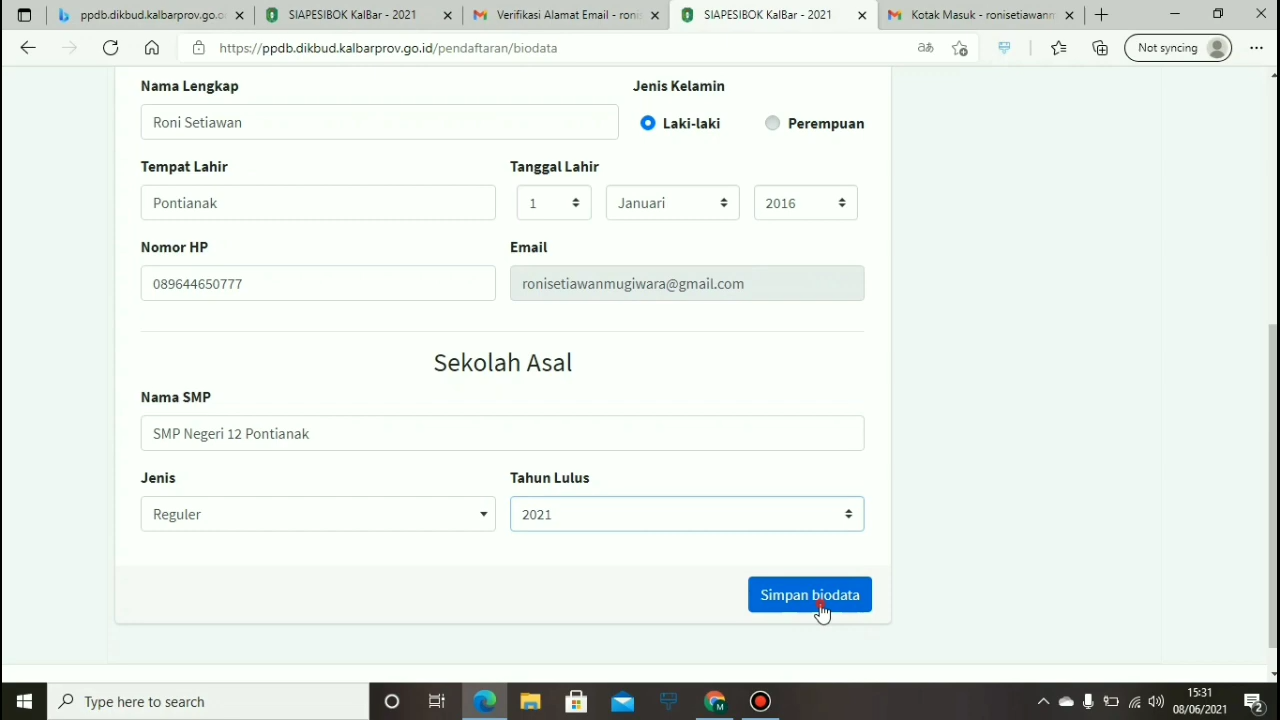 ppdb.dikbud.kalbarprov.go.i
SIAPESIBOK KalBar - 2021
Verifikasi Alamat Email - roni
SIAPESIBOK KalBar - 2021
Kotak Masuk - ronisetiawanm
https://ppdb.dikbud.kalbarprov.go.id/pendaftaran/biodata
Not syncing
Nama Lengkap
Jenis Kelamin
Roni Setiawan
Laki-laki
Perempuan
Tempat Lahir
Tanggal Lahir
Pontianak
1
Januari
2016
Nomor HP
Email
089644650777
ronisetiawanmugiwara@gmail.com
Sekolah Asal
Nama SMP
SMP Negeri 12 Pontianak
Jenis
Tahun Lulus
Reguler
2021
Simpan biodata
Type here to search
15:31
08/06/2021
2